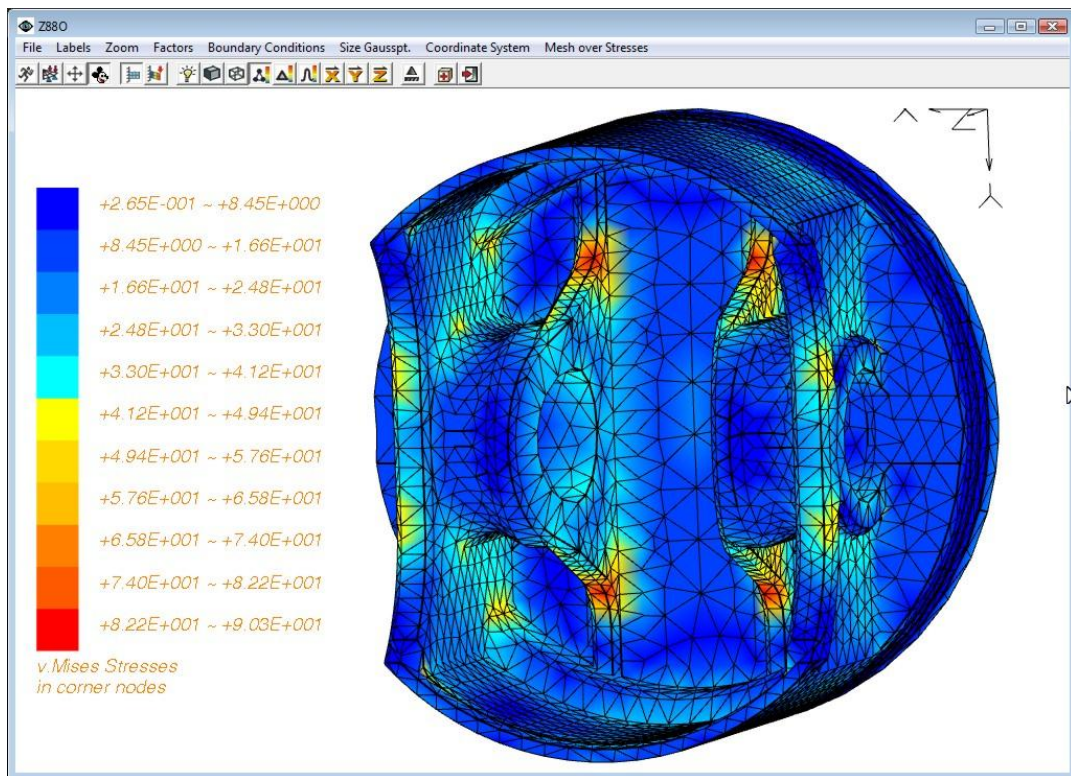 Z88O
File Labels Zoom Factors Boundary Conditions Size Gausspt. Coordinate System Mesh over Stresses
X Y Z
+2.65E-001 ~ +8.45E+000
+8.45E+000 ~ +1.66E+001
+1.66E+001 ~ +2.48E+001
+2.48E+001 ~ +3.30E+001
+3.30E+001 ~ +4.12E+001
+4.12E+001 ~ +4.94E+001
+4.94E+001 ~ +5.76E+001
+5.76E+001 ~ +6.58E+001
+6.58E+001 ~ +7.40E+001
+7.40E+001 ~ +8.22E+001
+8.22E+001 ~ +9.03E+001
v.Mises Stresses
in corner nodes
Z